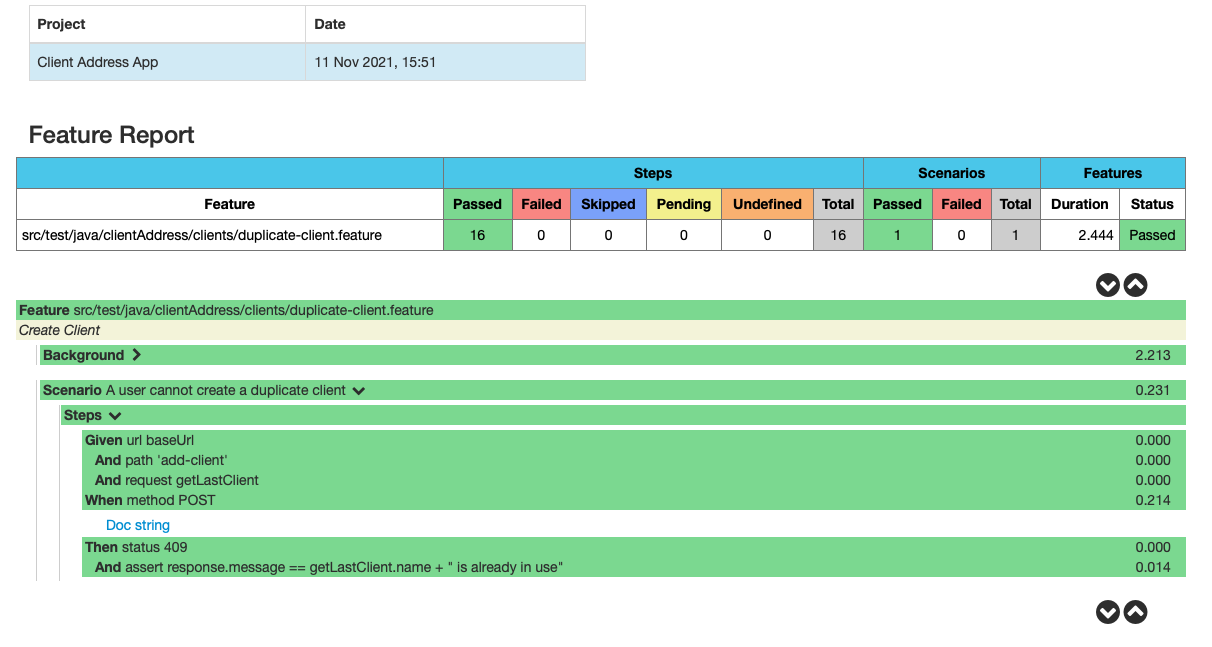 Project Date
Client Address App 11 Nov 2021, 15:51
Feature Report
Steps Scenarios Features
Feature Passed Failed Skipped Pending Undefined Total Passed Failed Total Duration Status
src/test/java/clientAddress/clients/duplicate-client.feature 16 0 0 0 0 16 1 0 1 2.444 Passed
Feature src/test/java/clientAddress/clients/duplicate-client.feature
Create Client
Background 2.213
Scenario A user cannot create a duplicate client 0.231
Steps
Given url baseUrl 0.000
And path 'add-client' 0.000
And request getLastClient 0.000
When method POST 0.214
Doc string
Then status 409 0.000
And assert response.message == getLastClient.name + " is already in use" 0.014